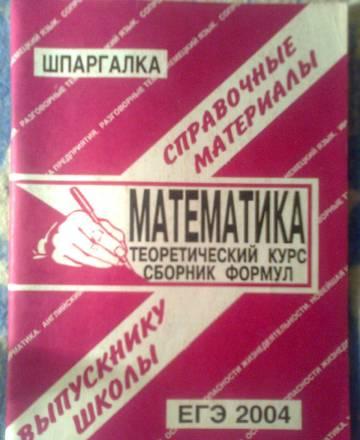 ШПАРГАЛКА
СПРАВОЧНЫЕ
МАТЕРИАЛЫ
МАТЕМАТИКА
ТЕОРЕТИЧЕСКИЙ КУРС
СБОРНИК ФОРМУЛ
ВЫПУСКНИКУ
ШКОЛЫ
ЕГЭ 2004